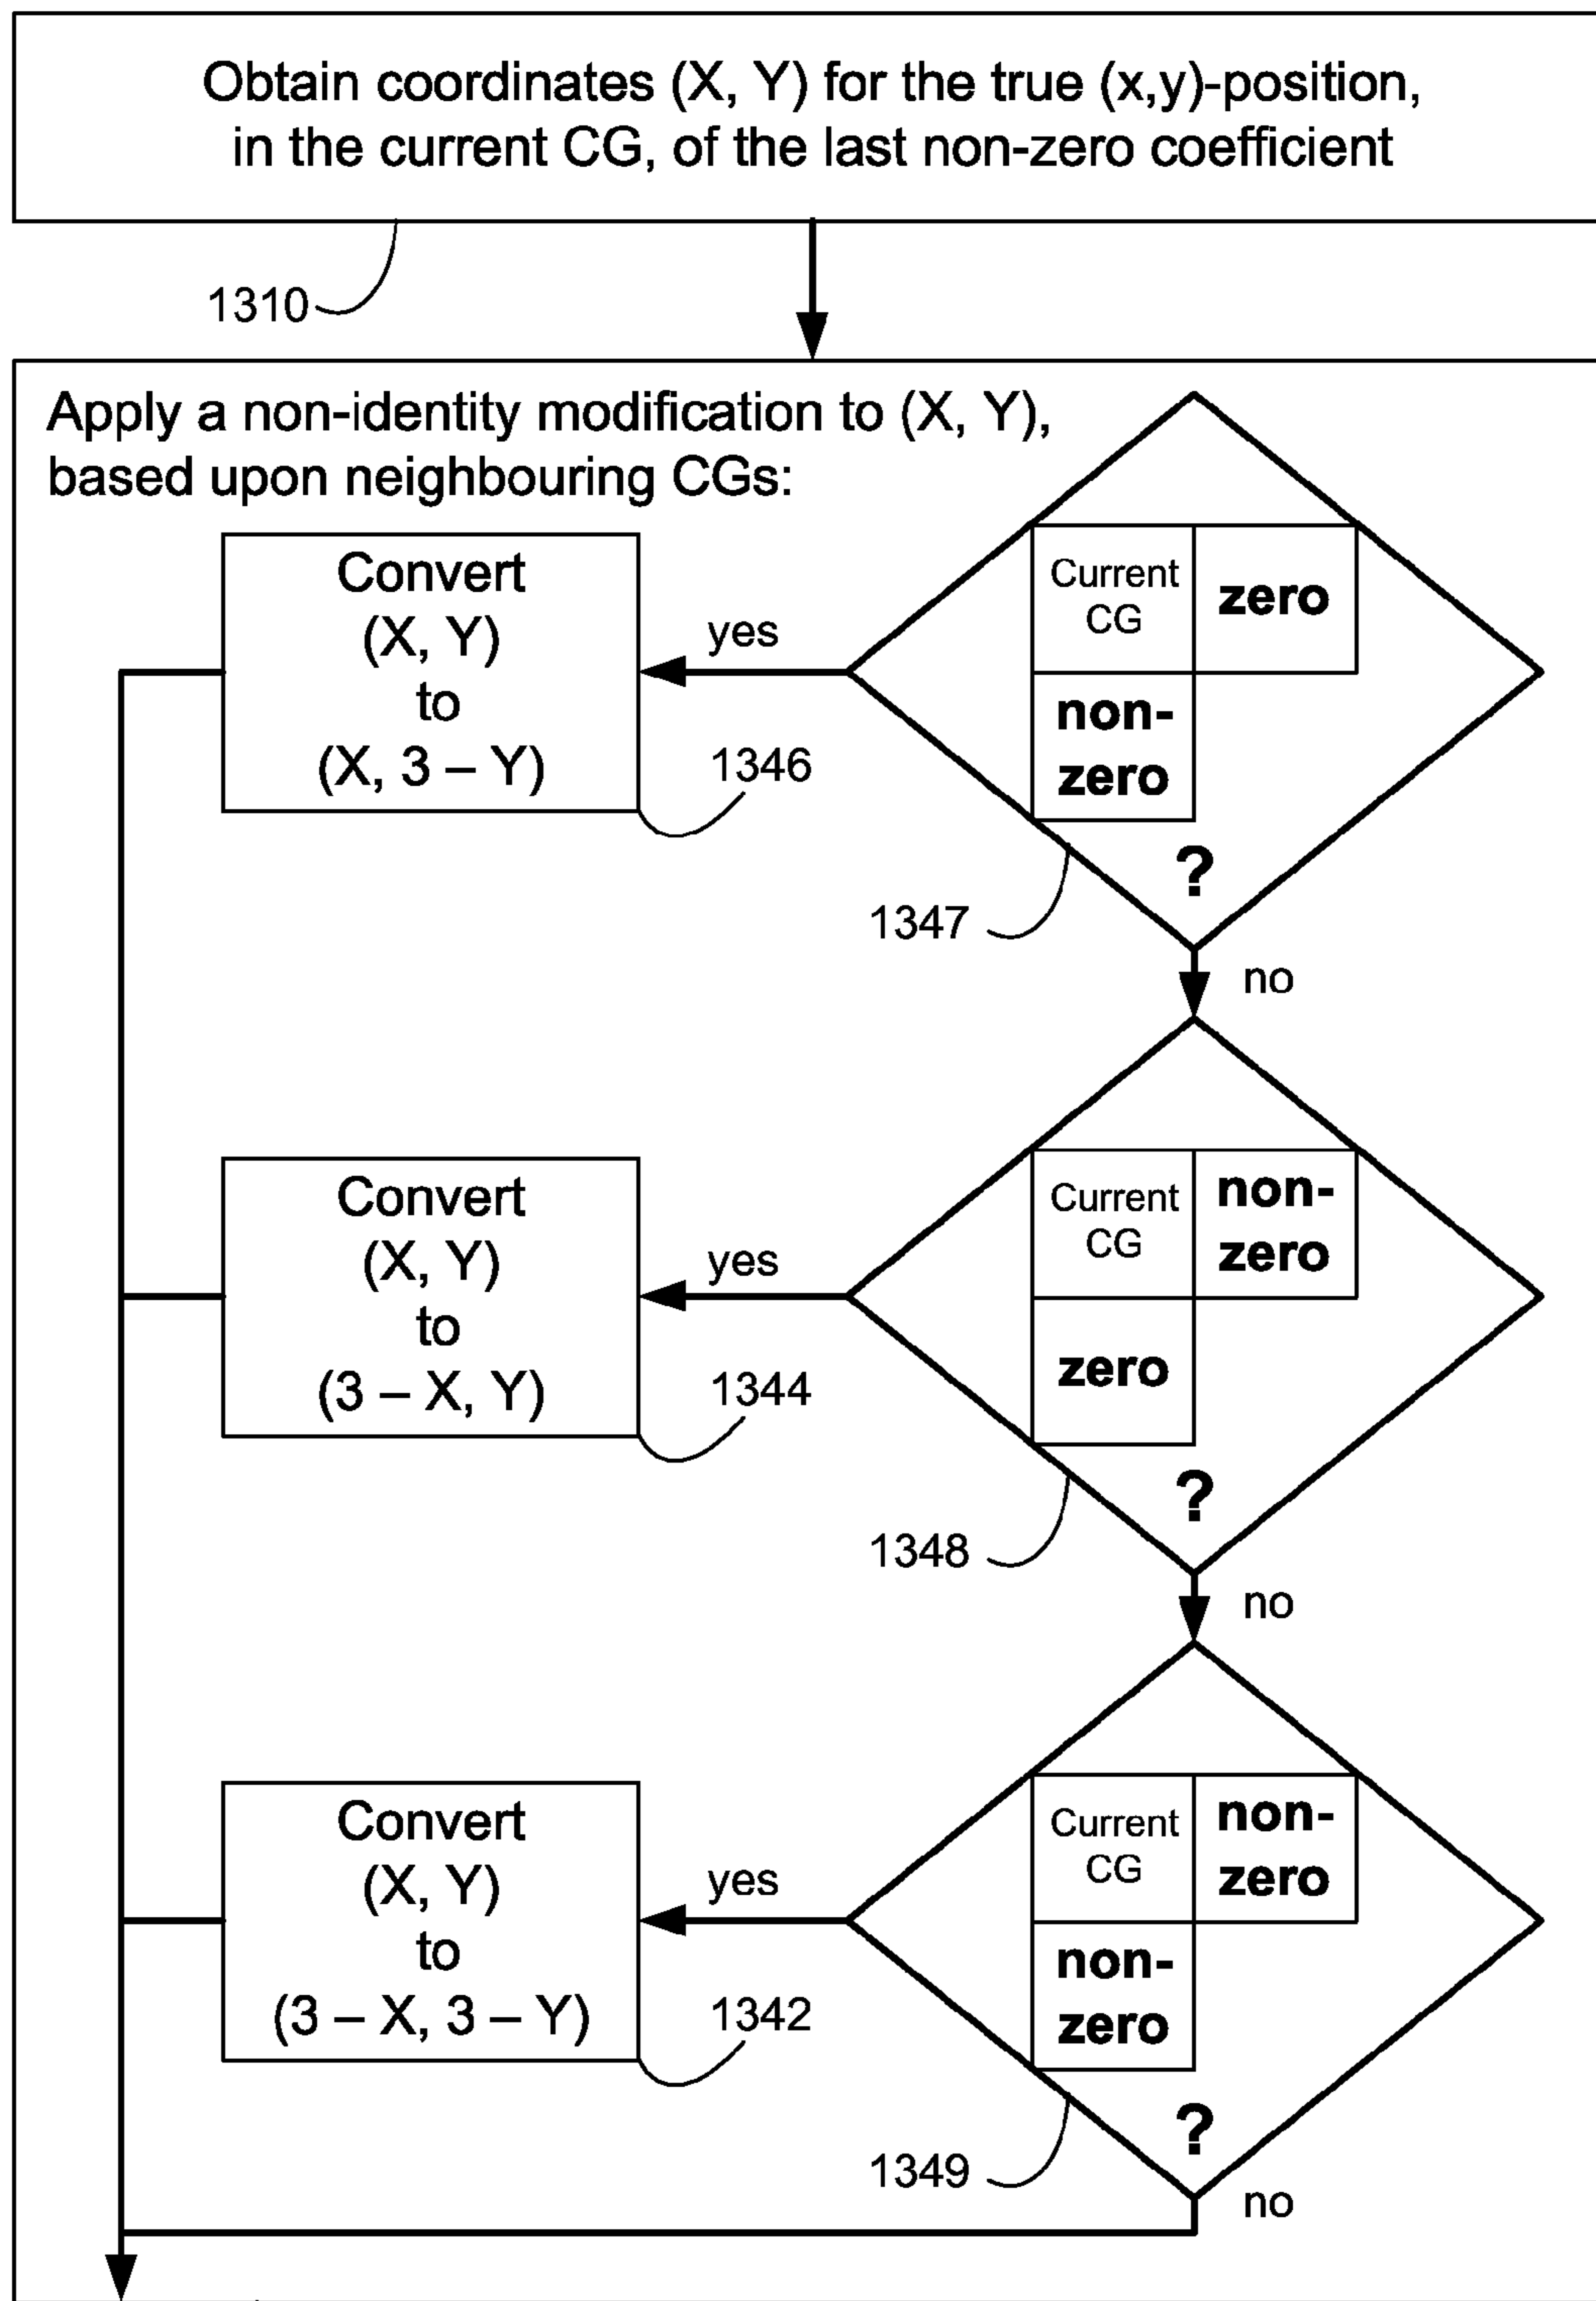 Obtain coordinates (X, Y) for the true (x,y)-position,
in the current CG, of the last non-zero coefficient
1310
Apply a non-identity modification to (X, Y),
based upon neighbouring CGs:
Convert
(X, Y)
to
(X, 3 – Y)
1346
yes
Current
CG
zero
non-
zero
?
1347
no
Convert
(X, Y)
to
(3 – X, Y)
1344
yes
Current
CG
non-
zero
zero
?
1348
no
Convert
(X, Y)
to
(3 – X, 3 – Y)
1342
yes
Current
CG
non-
zero
non-
zero
?
1349
no